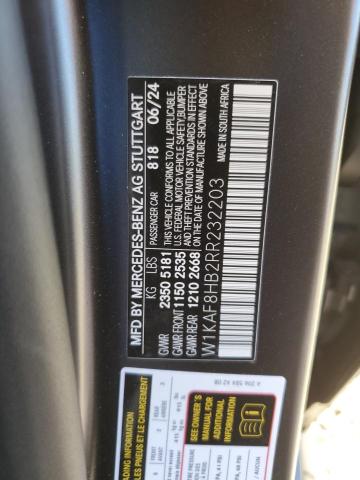 MFD BY MERCEDES-BENZ AG STUTTGART
PASSENGER CAR 818 06/24
KG LBS
GVWR 2350 5181
GAWR FRONT 1150 2535
GAWR REAR 1210 2668
THIS VEHICLE CONFORMS TO ALL APPLICABLE
U.S. FEDERAL MOTOR VEHICLE SAFETY, BUMPER
AND THEFT PREVENTION STANDARDS IN EFFECT
ON THE DATE OF MANUFACTURE SHOWN ABOVE
W1KAF8HB2RR232203
MADE IN SOUTH AFRICA
SEE OWNER'S
MANUAL FOR
ADDITIONAL
INFORMATION